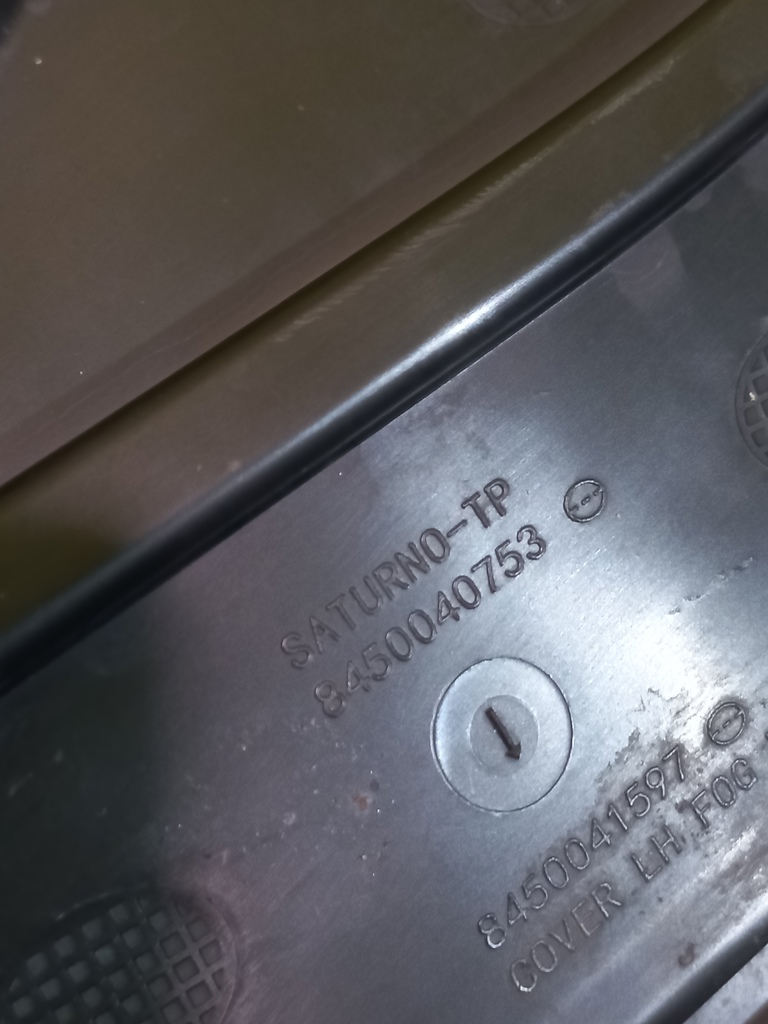 SATURNO-TP
8450040753
8450041597
COVER LH FOG